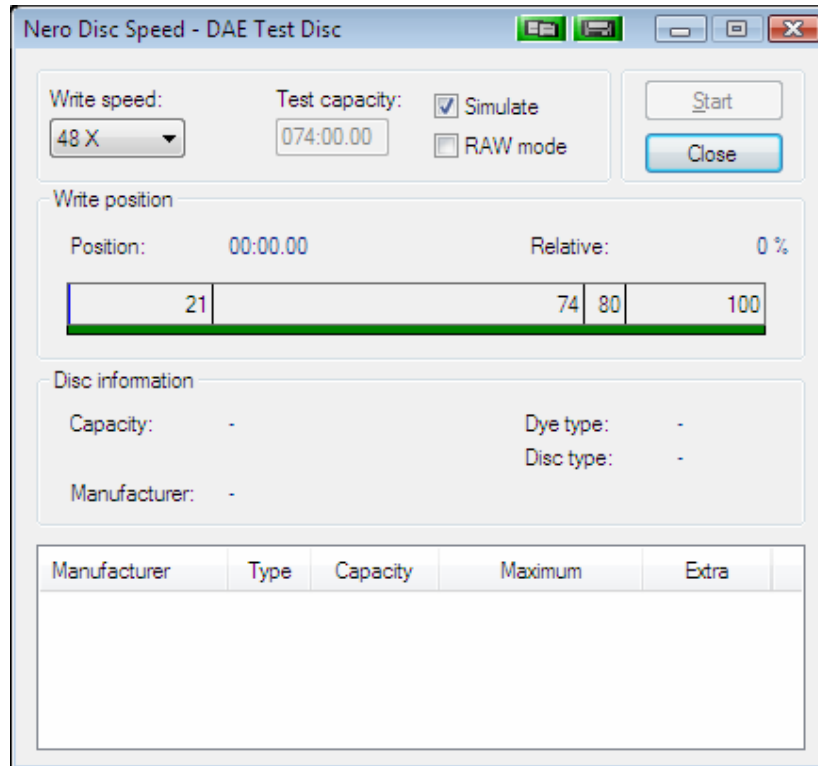 Nero Disc Speed - DAE Test Disc
Write speed: Test capacity: Simulate Start
48 X 074:00.00 RAW mode Close
Write position
Position: 00:00.00 Relative: 0 %
21 74 80 100
Disc information
Capacity: - Dye type: -
Disc type: -
Manufacturer: -
Manufacturer Type Capacity Maximum Extra